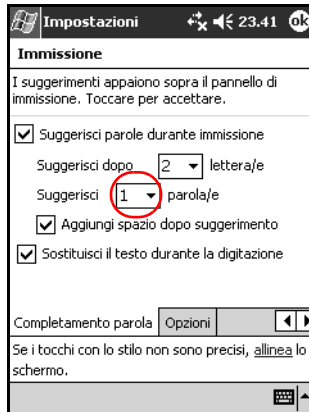 Impostazioni 23.41 ok
Immissione
I suggerimenti appaiono sopra il pannello di
immissione. Toccare per accettare.
Suggerisci parole durante immissione
Suggerisci dopo 2 lettera/e
Suggerisci 1 parola/e
Aggiungi spazio dopo suggerimento
Sostituisci il testo durante la digitazione
Completamento parola Opzioni
Se i tocchi con lo stilo non sono precisi, allinea lo
schermo.